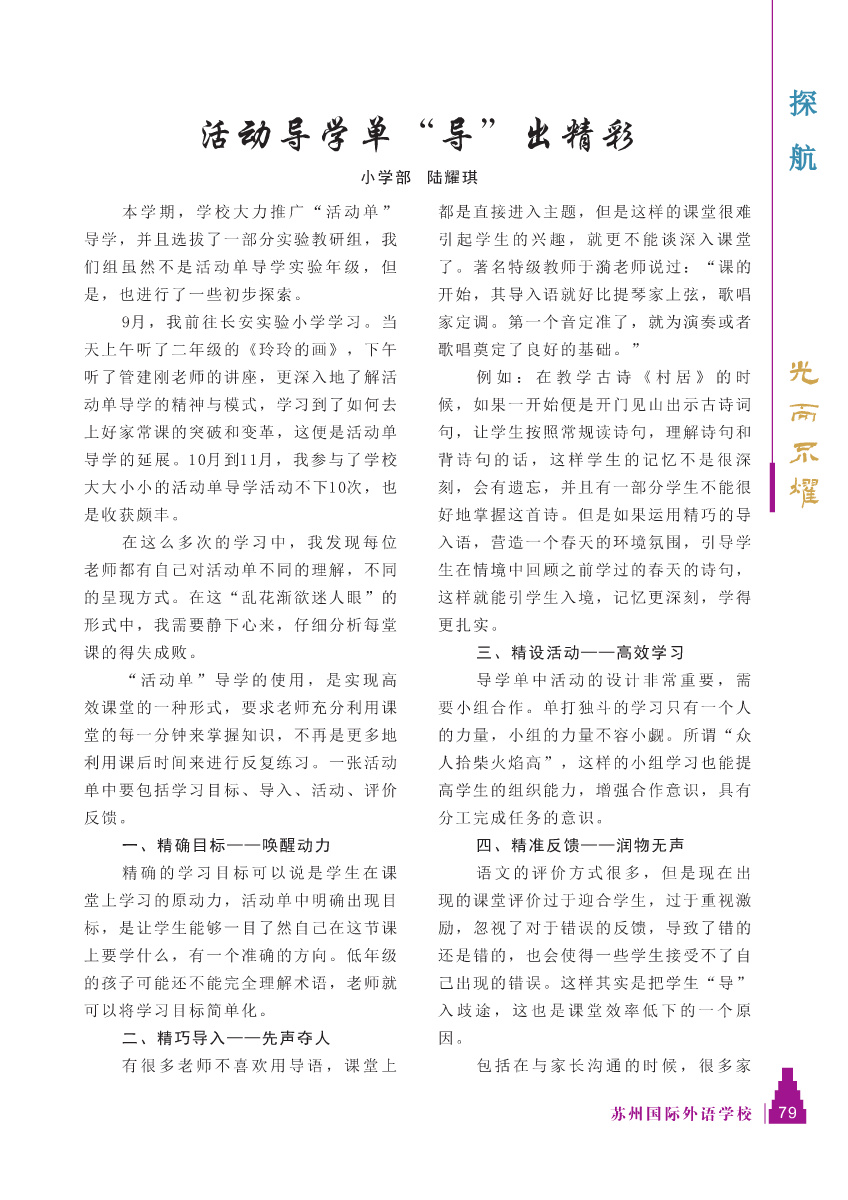 活动导学单“导”出精彩
小学部 陆耀琪
本学期，学校大力推广“活动单”
导学，并且选拔了一部分实验教研组，我
们组虽然不是活动单导学实验年级，但
是，也进行了一些初步探索。
9月，我前往长安实验小学学习。当
天上午听了二年级的《玲玲的画》，下午
听了管建刚老师的讲座，更深入地了解活
动单导学的精神与模式，学习到了如何去
上好家常课的突破和变革，这便是活动单
导学的延展。10月到11月，我参与了学校
大大小小的活动单导学活动不下10次，也
是收获颇丰。
在这么多次的学习中，我发现每位
老师都有自己对活动单不同的理解，不同
的呈现方式。在这“乱花渐欲迷人眼”的
形式中，我需要静下心来，仔细分析每堂
课的得失成败。
“活动单”导学的使用，是实现高
效课堂的一种形式，要求老师充分利用课
堂的每一分钟来掌握知识，不再是更多地
利用课后时间来进行反复练习。一张活动
单中要包括学习目标、导入、活动、评价
反馈。
一、精确目标——唤醒动力
精确的学习目标可以说是学生在课
堂上学习的原动力，活动单中明确出现目
标，是让学生能够一目了然自己在这节课
上要学什么，有一个准确的方向。低年级
的孩子可能还不能完全理解术语，老师就
可以将学习目标简单化。
二、精巧导入——先声夺人
有很多老师不喜欢用导语，课堂上
都是直接进入主题，但是这样的课堂很难
引起学生的兴趣，就更不能谈深入课堂
了。著名特级教师于漪老师说过：“课的
开始，其导入语就好比提琴家上弦，歌唱
家定调。第一个音定准了，就为演奏或者
歌唱奠定了良好的基础。”
例如：在教学古诗《村居》的时
候，如果一开始便是开门见山出示古诗词
句，让学生按照常规读诗句，理解诗句和
背诗句的话，这样学生的记忆不是很深
刻，会有遗忘，并且有一部分学生不能很
好地掌握这首诗。但是如果运用精巧的导
入语，营造一个春天的环境氛围，引导学
生在情境中回顾之前学过的春天的诗句，
这样就能引学生入境，记忆更深刻，学得
更扎实。
三、精设活动——高效学习
导学单中活动的设计非常重要，需
要小组合作。单打独斗的学习只有一个人
的力量，小组的力量不容小觑。所谓“众
人拾柴火焰高”，这样的小组学习也能提
高学生的组织能力，增强合作意识，具有
分工完成任务的意识。
四、精准反馈——润物无声
语文的评价方式很多，但是现在出
现的课堂评价过于迎合学生，过于重视激
励，忽视了对于错误的反馈，导致了错的
还是错的，也会使得一些学生接受不了自
己出现的错误。这样其实是把学生“导”
入歧途，这也是课堂效率低下的一个原
因。
包括在与家长沟通的时候，很多家
探航
光而不耀
苏州国际外语学校
79